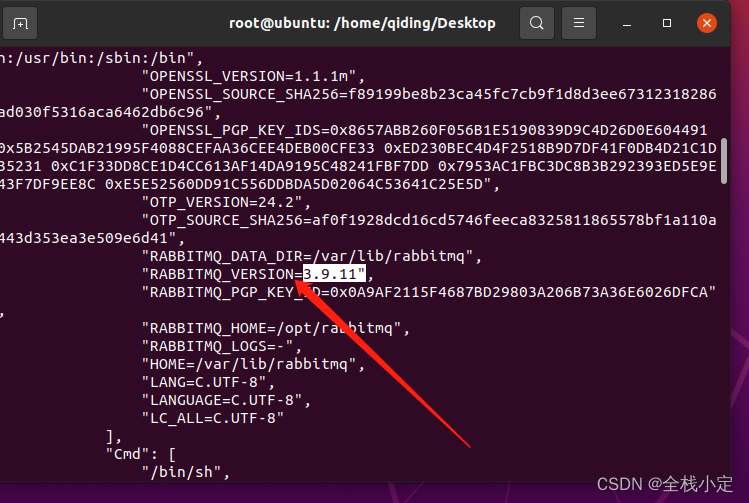 root@ubuntu: /home/qiding/Desktop
n:/usr/bin:/sbin:/bin",
"OPENSSL_VERSION=1.1.1m",
"OPENSSL_SOURCE_SHA256=f89199be8b23ca45fc7cb9f1d8d3ee67312318286
ad030f5316aca6462db6c96",
"OPENSSL_PGP_KEY_IDS=0x8657ABB260F056B1E5190839D9C4D26D0E604491
0x5B2545DAB21995F4088CEFAA36CEE4DEB00CFE33 0xED230BEC4D4F2518B9D7DF41F0DB4D21C1D
35231 0xC1F33DD8CE1D4CC613AF14DA9195C48241FBF7DD 0x7953AC1FBC3DC8B3B292393ED5E9E
43F7DF9EE8C 0xE5E52560DD91C556DDBDA5D02064C53641C25E5D",
"OTP_VERSION=24.2",
"OTP_SOURCE_SHA256=af0f1928dcd16cd5746feeca8325811865578bf1a110a
443d353ea3e509e6d41",
"RABBITMQ_DATA_DIR=/var/lib/rabbitmq",
"RABBITMQ_VERSION=3.9.11",
"RABBITMQ_PGP_KEY_ID=0x0A9AF2115F4687BD29803A206B73A36E6026DFCA"
,
"RABBITMQ_HOME=/opt/rabbitmq",
"RABBITMQ_LOGS=-",
"HOME=/var/lib/rabbitmq",
"LANG=C.UTF-8",
"LANGUAGE=C.UTF-8",
"LC_ALL=C.UTF-8"
],
"Cmd": [
"/bin/sh",
CSDN @全栈小定